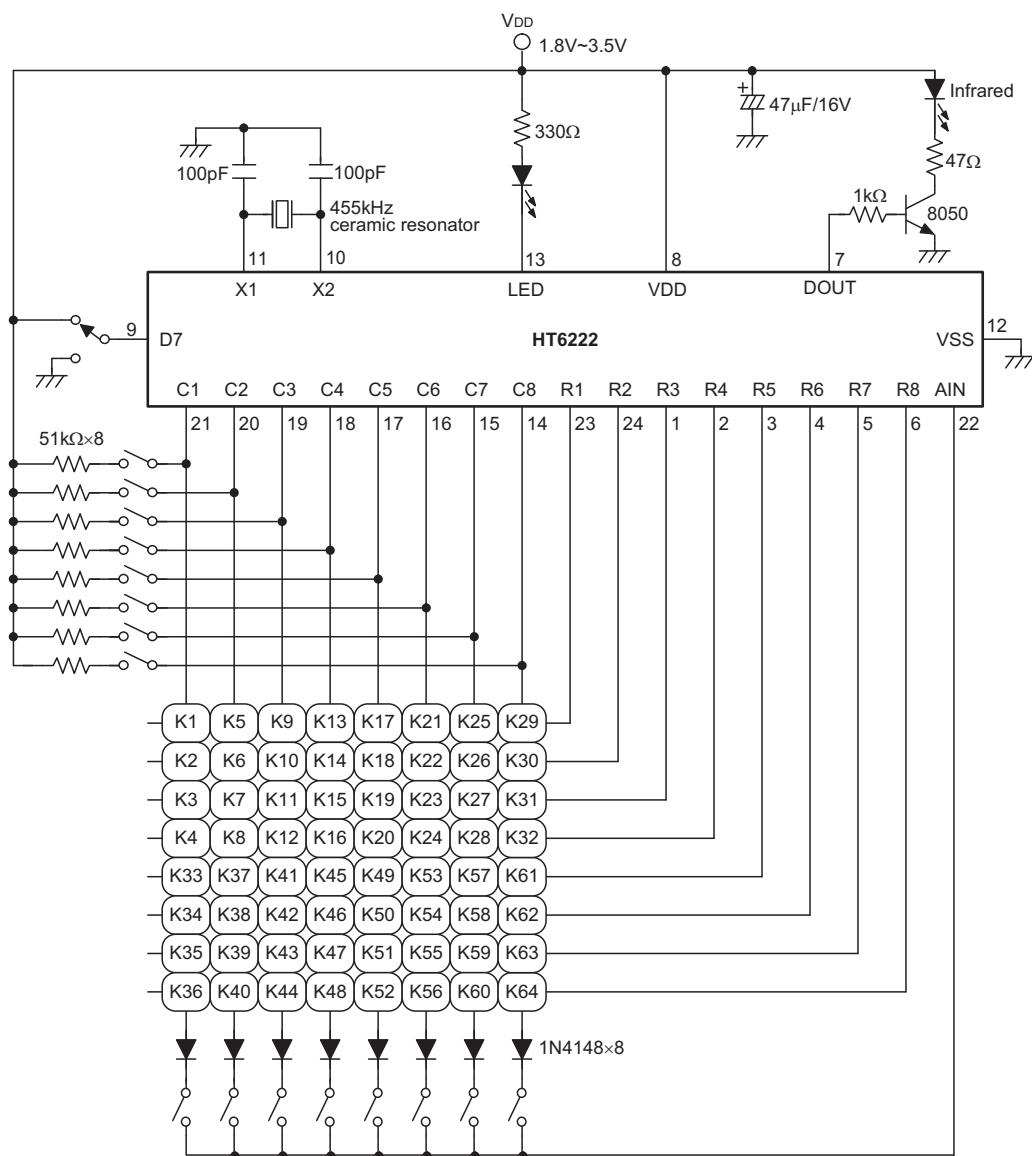 VDD
1.8V~3.5V
Infrared
47μF/16V
330Ω
47Ω
100pF 100pF
1kΩ
455kHz
ceramic resonator
8050
11 10 13 8 7
X1 X2 LED VDD DOUT
9 D7 HT6222 VSS 12
C1 C2 C3 C4 C5 C6 C7 C8 R1 R2 R3 R4 R5 R6 R7 R8 AIN
21 20 19 18 17 16 15 14 23 24 1 2 3 4 5 6 22
51kΩ×8
K1 K5 K9 K13 K17 K21 K25 K29
K2 K6 K10 K14 K18 K22 K26 K30
K3 K7 K11 K15 K19 K23 K27 K31
K4 K8 K12 K16 K20 K24 K28 K32
K33 K37 K41 K45 K49 K53 K57 K61
K34 K38 K42 K46 K50 K54 K58 K62
K35 K39 K43 K47 K51 K55 K59 K63
K36 K40 K44 K48 K52 K56 K60 K64
1N4148×8